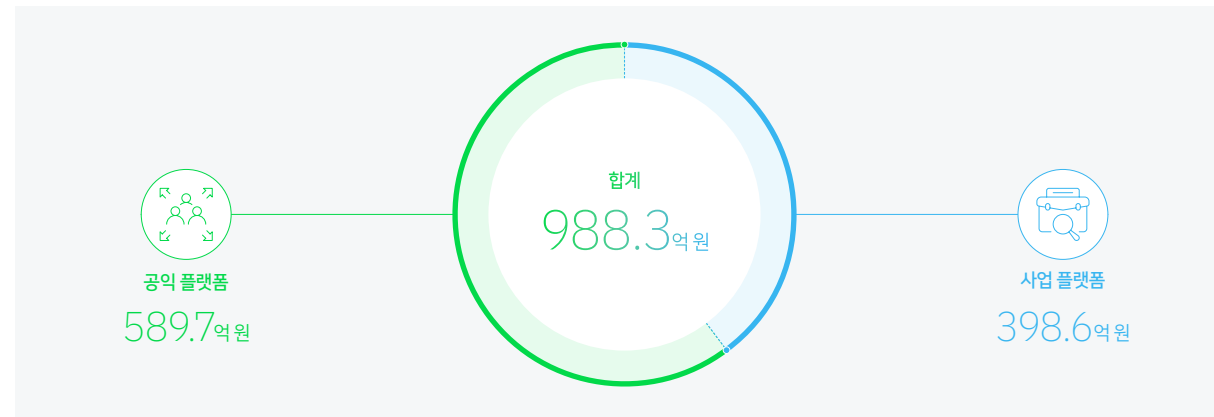 합계
988.3억 원
공익 플랫폼
589.7억 원
사업 플랫폼
398.6억 원